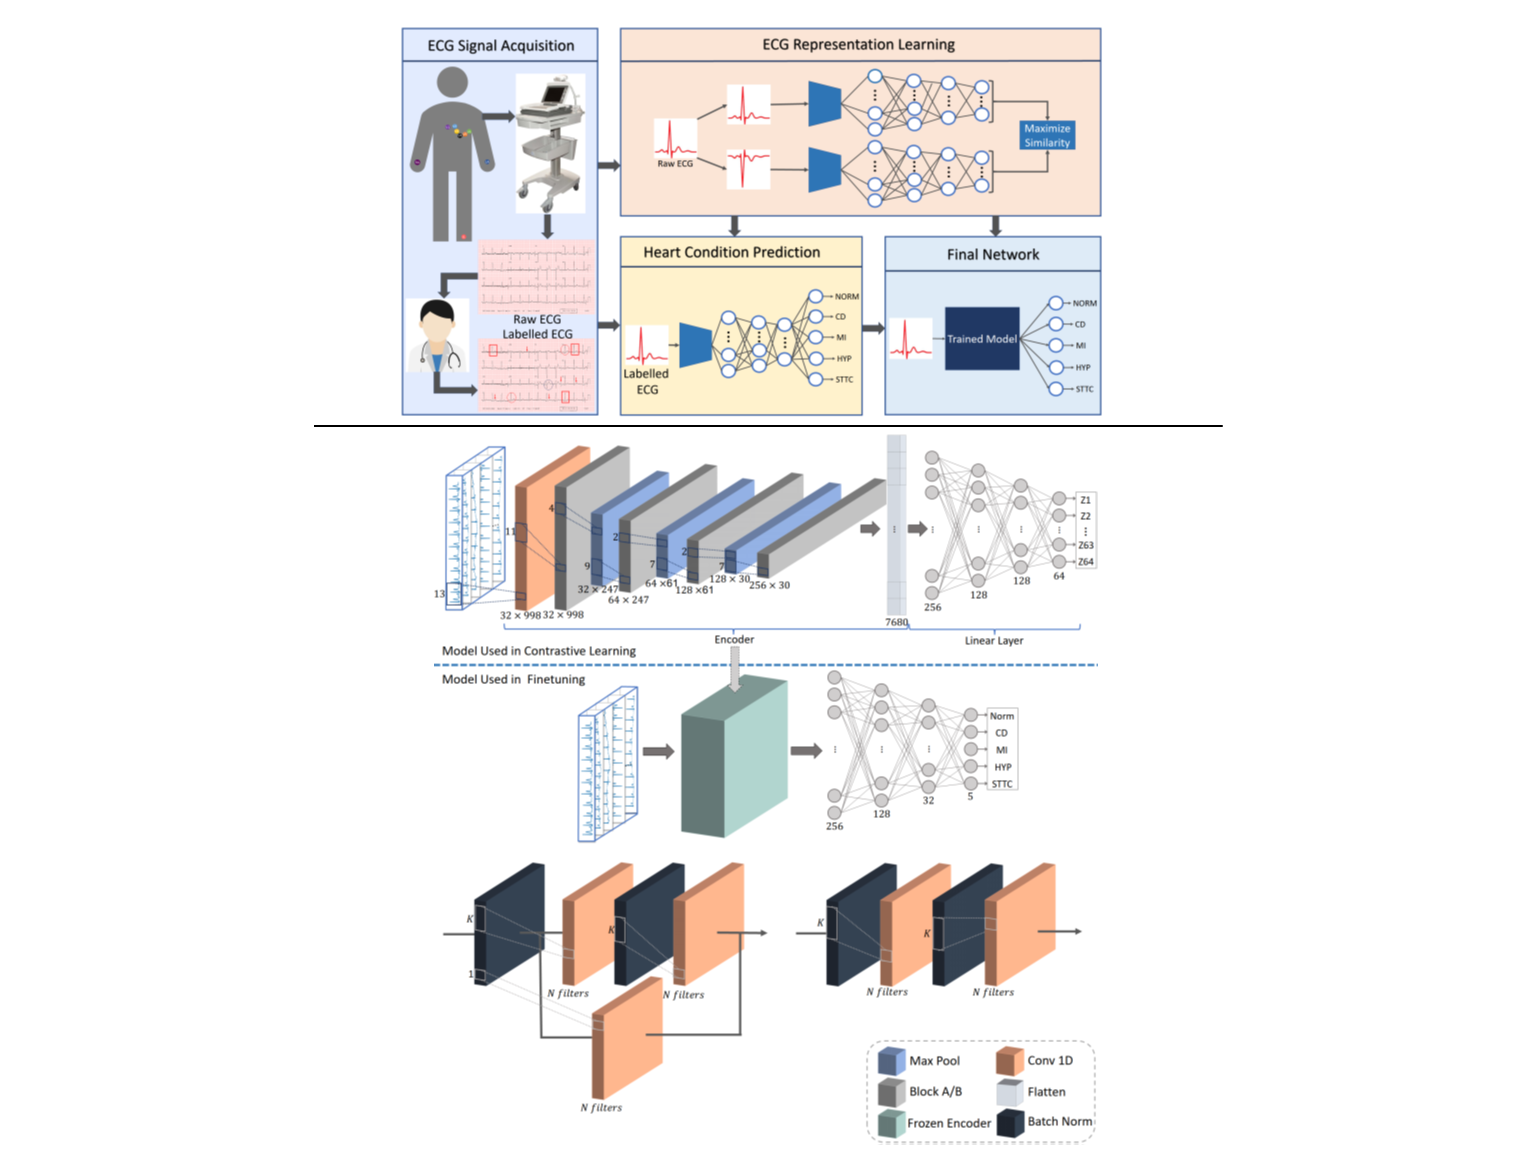 ECG Signal Acquisition
Raw ECG
Labelled ECG
ECG Representation Learning
Raw ECG
Maximize
Similarity
Heart Condition Prediction
Labelled
ECG
NORM
CD
MI
HYP
STTC
Final Network
Trained Model
NORM
CD
MI
HYP
STTC
13
11
4
9
2
7
2
7
32 × 998
32 × 998
32 × 247
64 × 247
64 ×61
128 ×61
128 × 30
256 × 30
7680
256
128
128
64
Z1
Z2
Z63
Z64
Encoder
Linear Layer
Model Used in Contrastive Learning
Model Used in Finetuning
256
128
32
5
Norm
CD
MI
HYP
STTC
K
1
K
N filters
N filters
N filters
K
K
N filters
N filters
Max Pool
Conv 1D
Block A/B
Flatten
Frozen Encoder
Batch Norm